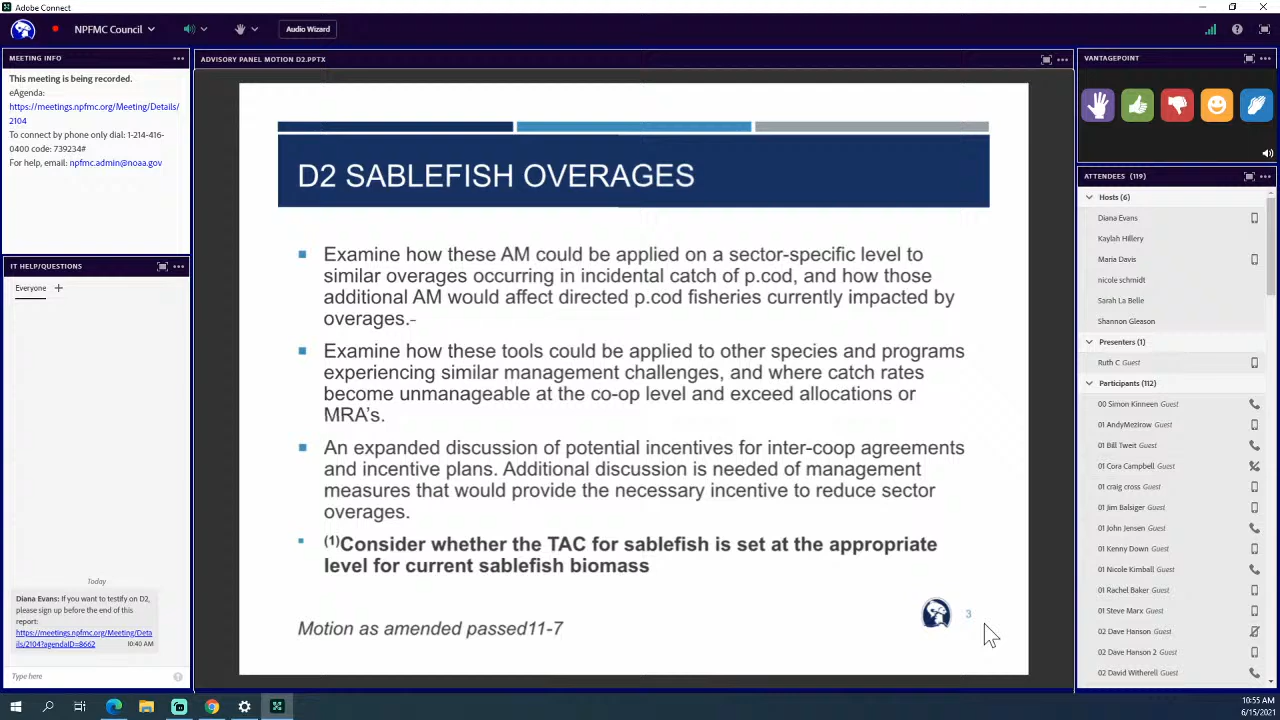 Adobe Connect
NPFMC Council
Audio Wizard
MEETING INFO
This meeting is being recorded.
eAgenda:
https://meetings.npfmc.org/Meeting/Details/
2104
To connect by phone only dial: 1-214-416-
0400 code: 739234#
For help, email: npfmc.admin@noaa.gov
IT HELP/QUESTIONS
Everyone
Today
Diana Evans: If you want to testify on D2,
please sign up before the end of this
report:
https://meetings.npfmc.org/Meeting/Deta
ils/2104?agendaID=8662
10:40 AM
Type here
ADVISORY PANEL MOTION D2.PPTX
D2 SABLEFISH OVERAGES
Examine how these AM could be applied on a sector-specific level to
similar overages occurring in incidental catch of p.cod, and how those
additional AM would affect directed p.cod fisheries currently impacted by
overages.-
Examine how these tools could be applied to other species and programs
experiencing similar management challenges, and where catch rates
become unmanageable at the co-op level and exceed allocations or
MRA's.
An expanded discussion of potential incentives for inter-coop agreements
and incentive plans. Additional discussion is needed of management
measures that would provide the necessary incentive to reduce sector
overages.
(1)Consider whether the TAC for sablefish is set at the appropriate
level for current sablefish biomass
Motion as amended passed11-7
3
VANTAGEPOINT
ATTENDEES (119)
Hosts (6)
Diana Evans
Kaylah Hillery
Maria Davis
nicole schmidt
Sarah La Belle
Shannon Gleason
Presenters (1)
Ruth C Guest
Participants (112)
00 Simon Kinneen Guest
01 AndyMezirow Guest
01 Bill Tweit Guest
01 Cora Campbell Guest
01 craig cross Guest
01 Jim Balsiger Guest
01 John Jensen Guest
01 Kenny Down Guest
01 Nicole Kimball Guest
01 Rachel Baker Guest
01 Steve Marx Guest
02 Dave Hanson Guest
02 Dave Hanson 2 Guest
02 David Witherell Guest
10:55 AM
6/15/2021